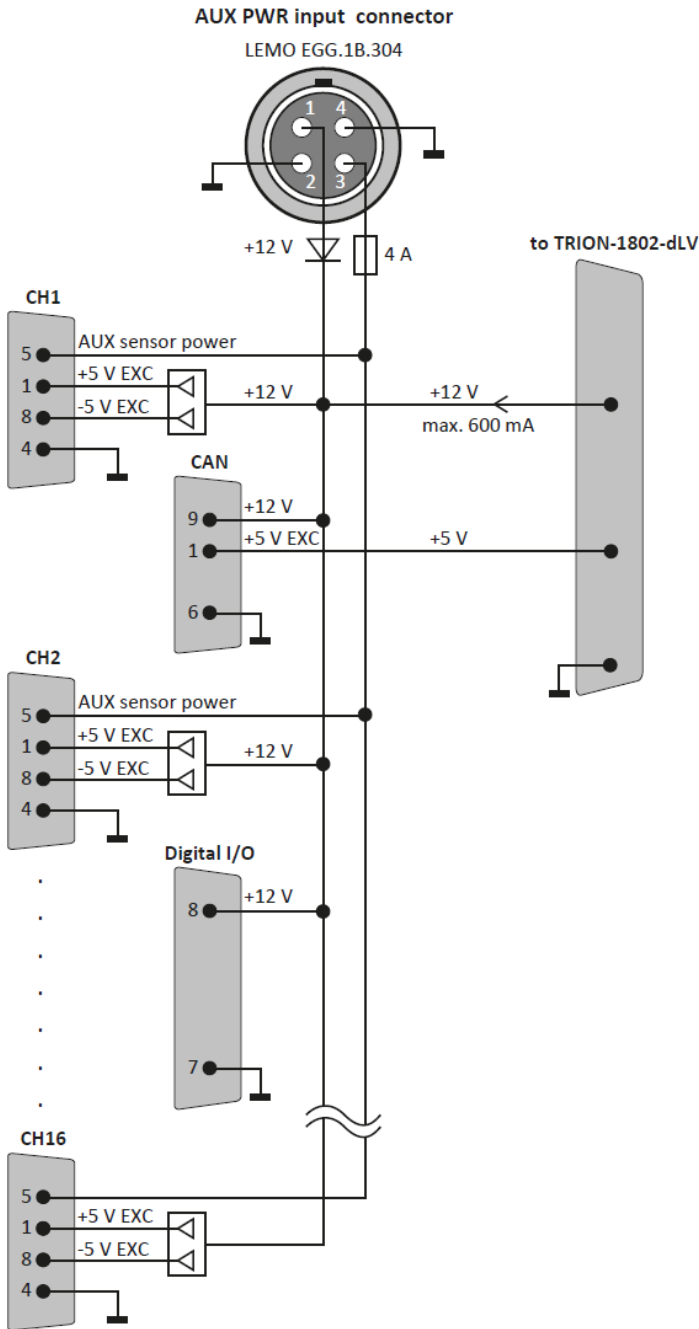 AUX PWR input connector
LEMO EGG.1B.304
1 4
2 3
+12 V
4 A
to TRION-1802-dLV
CH1
5 AUX sensor power
1 +5 V EXC
+12 V
+12 V
8 -5 V EXC
max. 600 mA
4
CAN
9 +12 V
1 +5 V EXC
+5 V
6
CH2
5 AUX sensor power
1 +5 V EXC
+12 V
8 -5 V EXC
4
Digital I/O
8 +12 V
7
CH16
5
1 +5 V EXC
8 -5 V EXC
4